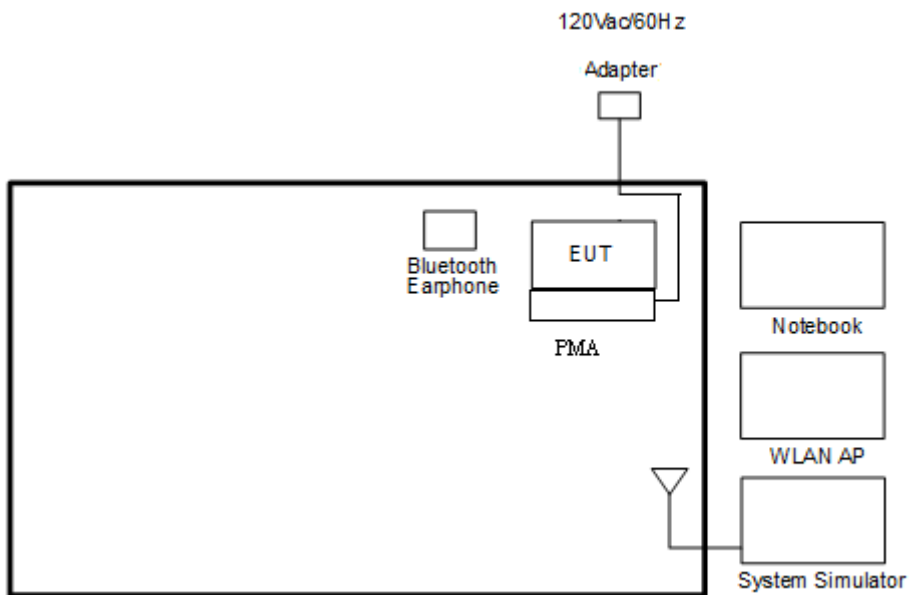 120Vac/60Hz
Adapter
EUT
Bluetooth
Earphone
PMA
Notebook
WLAN AP
System Simulator